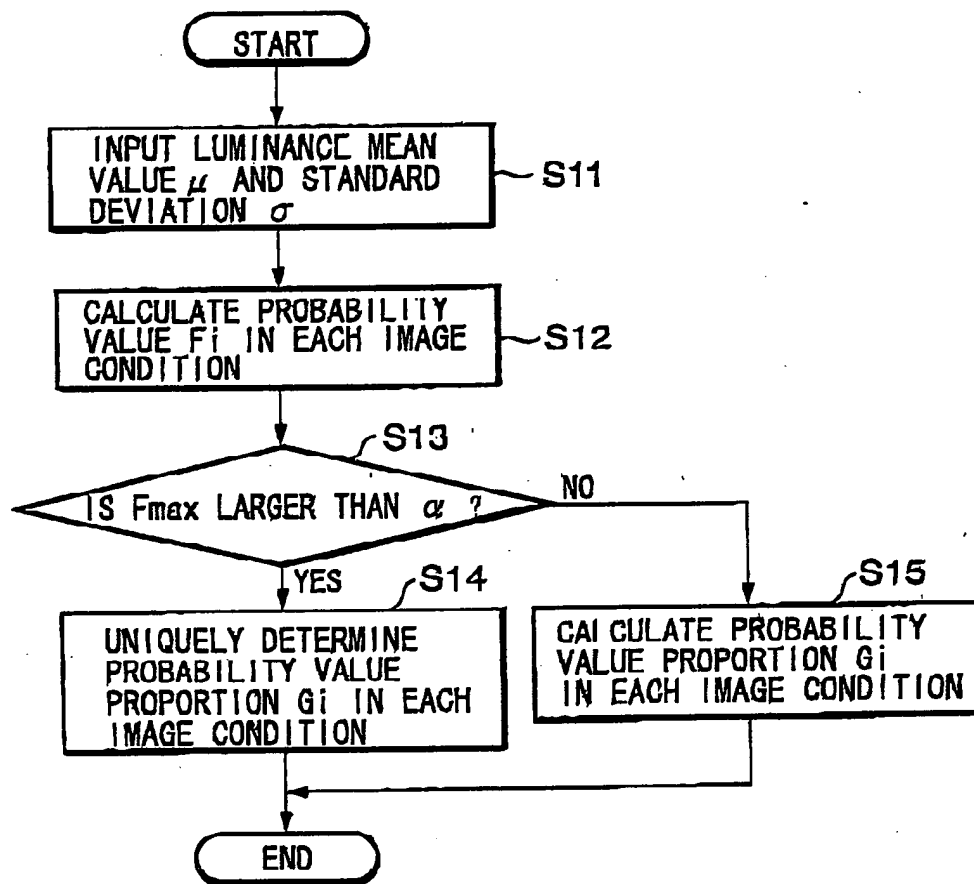 START
INPUT LUMINANCE MEAN
VALUE μ AND STANDARD
DEVIATION σ
S11
CALCULATE PROBABILITY
VALUE Fi IN EACH IMAGE
CONDITION
S12
S13
IS Fmax LARGER THAN α ?
NO
YES
S14
UNIQUELY DETERMINE
PROBABILITY VALUE
PROPORTION Gi IN EACH
IMAGE CONDITION
S15
CALCULATE PROBABILITY
VALUE PROPORTION Gi
IN EACH IMAGE CONDITION
END